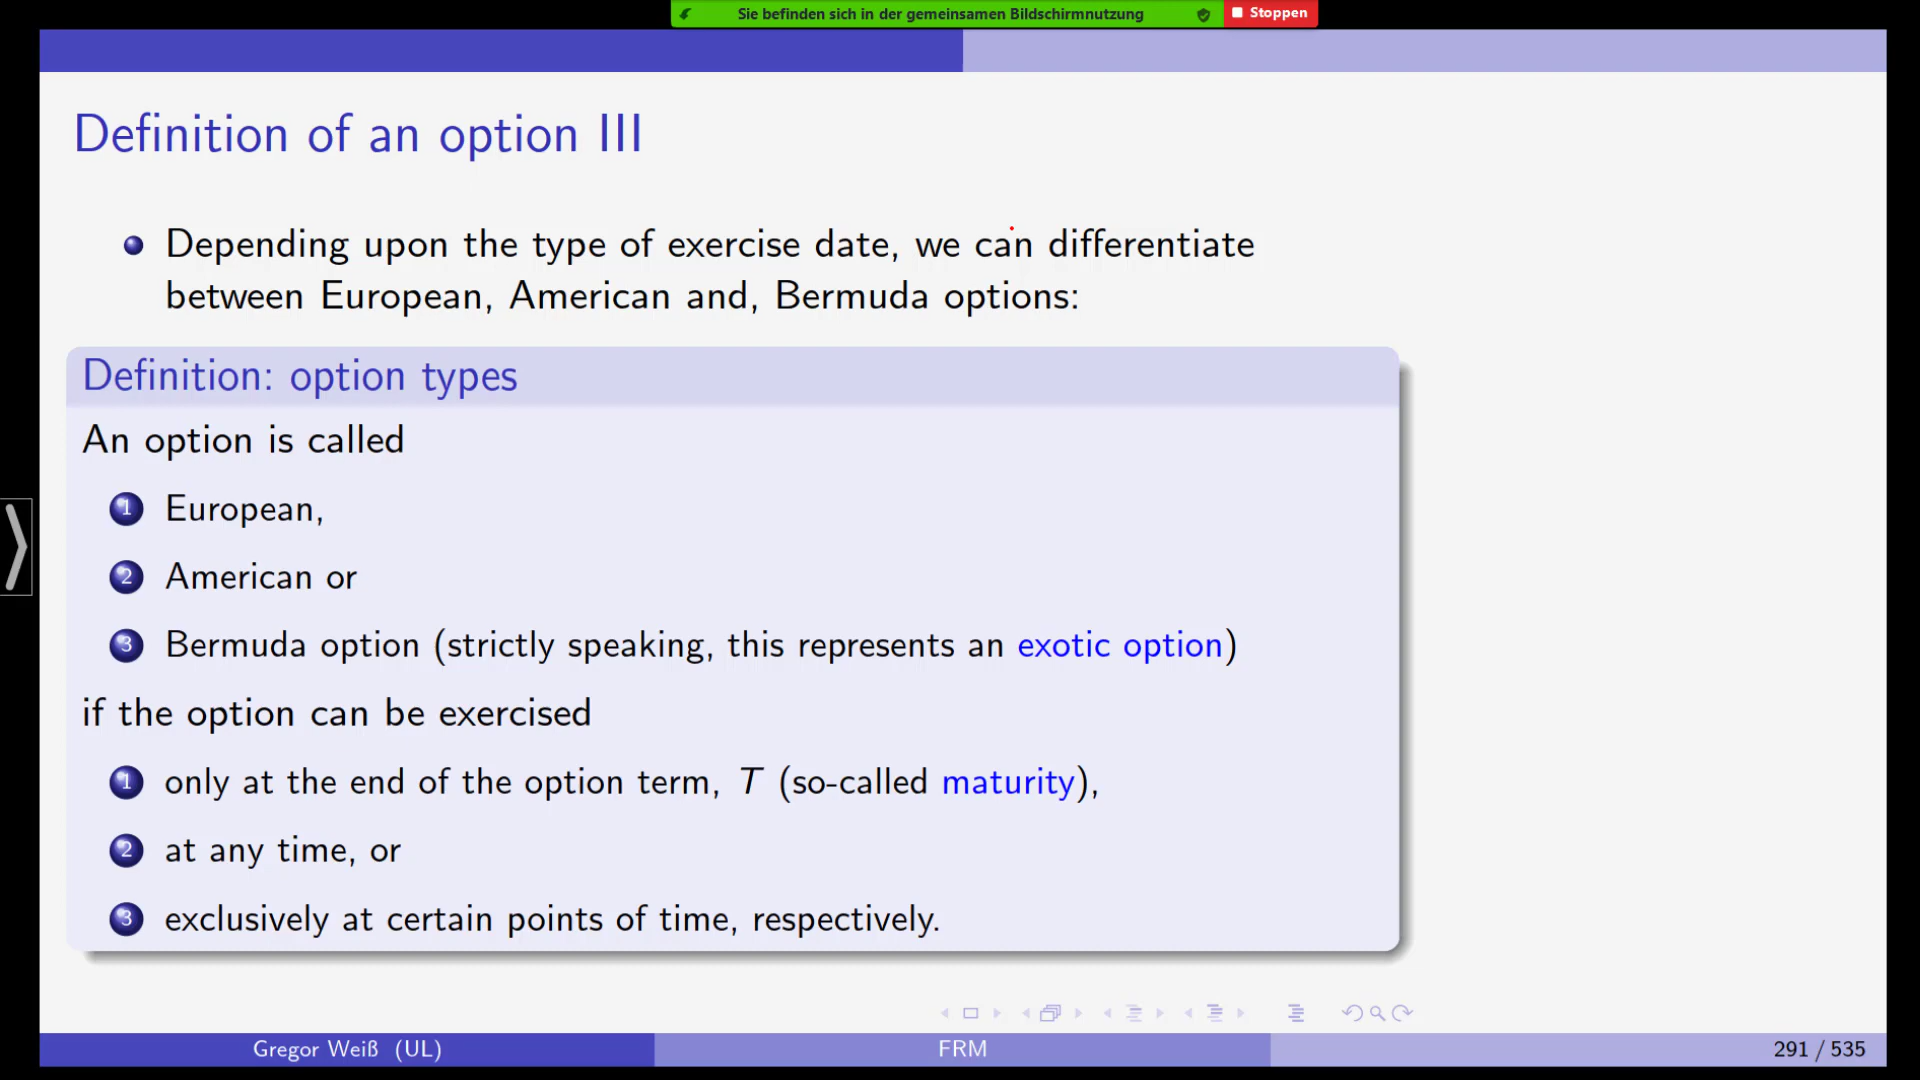 Sie befinden sich in der gemeinsamen Bildschirmnutzung
Stoppen
Definition of an option III
Depending upon the type of exercise date, we can differentiate
between European, American and, Bermuda options:
Definition: option types
An option is called
1 European,
2 American or
3 Bermuda option (strictly speaking, this represents an exotic option)
if the option can be exercised
1 only at the end of the option term, T (so-called maturity),
2 at any time, or
3 exclusively at certain points of time, respectively.
Gregor Weiß (UL)
FRM
291 / 535